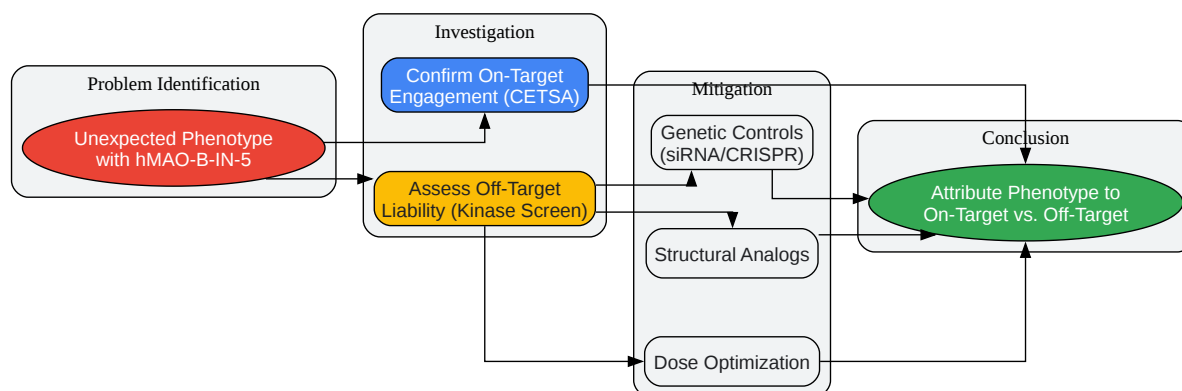 Problem Identification
Unexpected Phenotype
with hMAO-B-IN-5
Investigation
Confirm On-Target
Engagement (CETSA)
Assess Off-Target
Liability (Kinase Screen)
Mitigation
Genetic Controls
(siRNA/CRISPR)
Structural Analogs
Dose Optimization
Conclusion
Attribute Phenotype to
On-Target vs. Off-Target